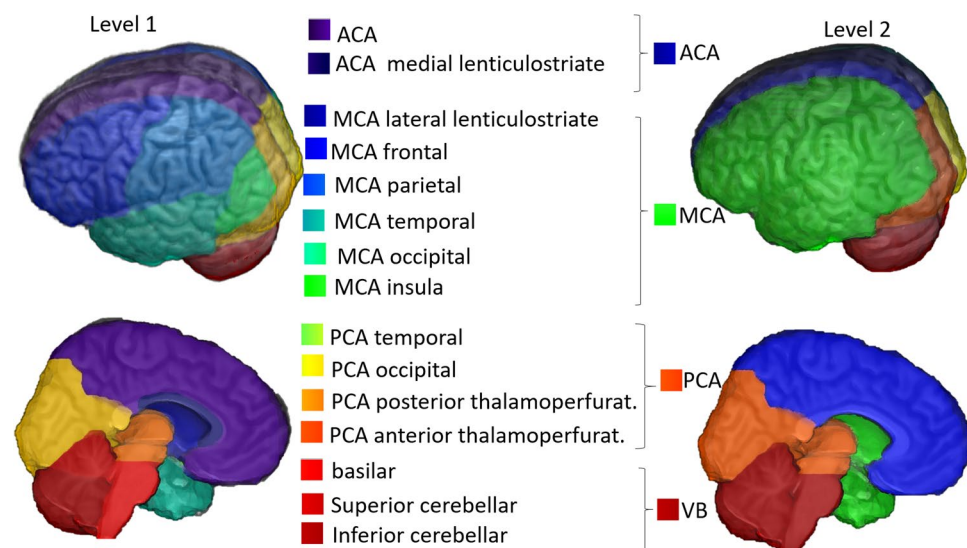 Level 1
ACA
ACA medial lenticulostriate
MCA lateral lenticulostriate
MCA frontal
MCA parietal
MCA temporal
MCA occipital
MCA insula
PCA temporal
PCA occipital
PCA posterior thalamoperfurat.
PCA anterior thalamoperfurat.
basilar
Superior cerebellar
Inferior cerebellar
Level 2
ACA
MCA
PCA
VB